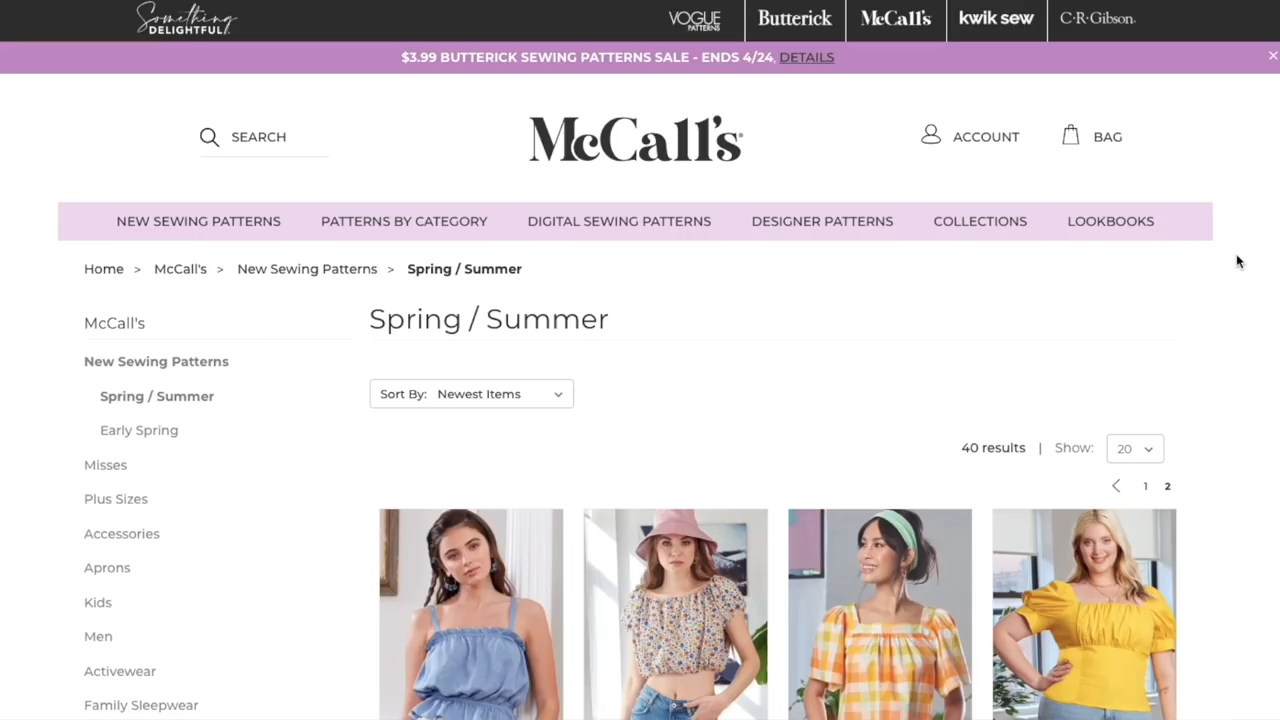 Something
DELIGHTFUL!
VOGUE
PATTERNS
Butterick
McCall's
kwik sew
C·R·Gibson.
$3.99 BUTTERICK SEWING PATTERNS SALE - ENDS 4/24, DETAILS
SEARCH
McCall's
ACCOUNT
BAG
NEW SEWING PATTERNS
PATTERNS BY CATEGORY
DIGITAL SEWING PATTERNS
DESIGNER PATTERNS
COLLECTIONS
LOOKBOOKS
Home > McCall's > New Sewing Patterns > Spring / Summer
McCall's
New Sewing Patterns
Spring / Summer
Early Spring
Misses
Plus Sizes
Accessories
Aprons
Kids
Men
Activewear
Family Sleepwear
Spring / Summer
Sort By: Newest Items
40 results | Show: 20
1 2